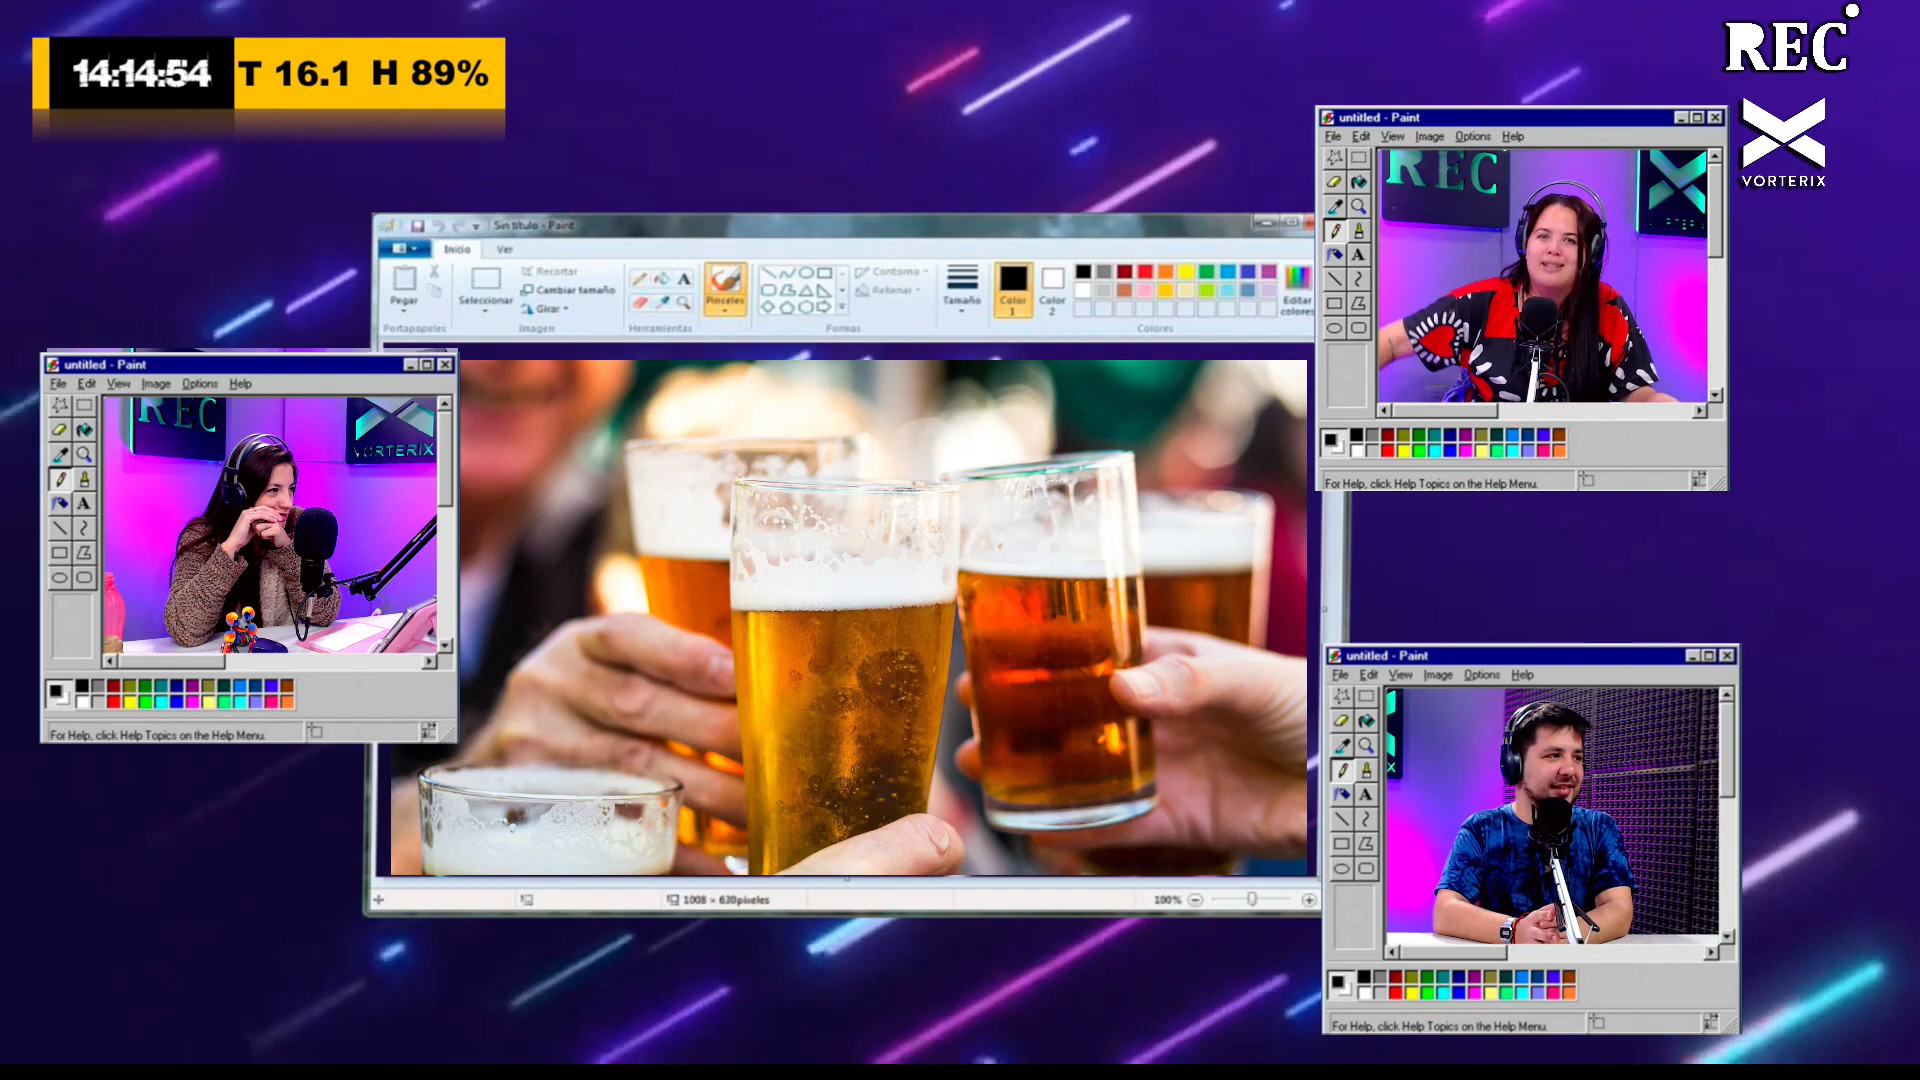 14:14:54 T 16.1 H 89%
REC
VORTERIX
untitled - Paint
File Edit View Image Options Help
REC
For Help, click Help Topics on the Help Menu.
Sin título - Paint
Inicio Ver
Pegar
Portapapeles
Seleccionar
Recortar
Cambiar tamaño
Girar
Imagen
Herramientas
Pinceles
Contorno
Rellenar
Formas
Tamaño
Color 1
Color 2
Editar colores
Colores
1008 × 630píxeles
100%
untitled - Paint
File Edit View Image Options Help
REC
VORTERIX
For Help, click Help Topics on the Help Menu.
untitled - Paint
File Edit View Image Options Help
For Help, click Help Topics on the Help Menu.